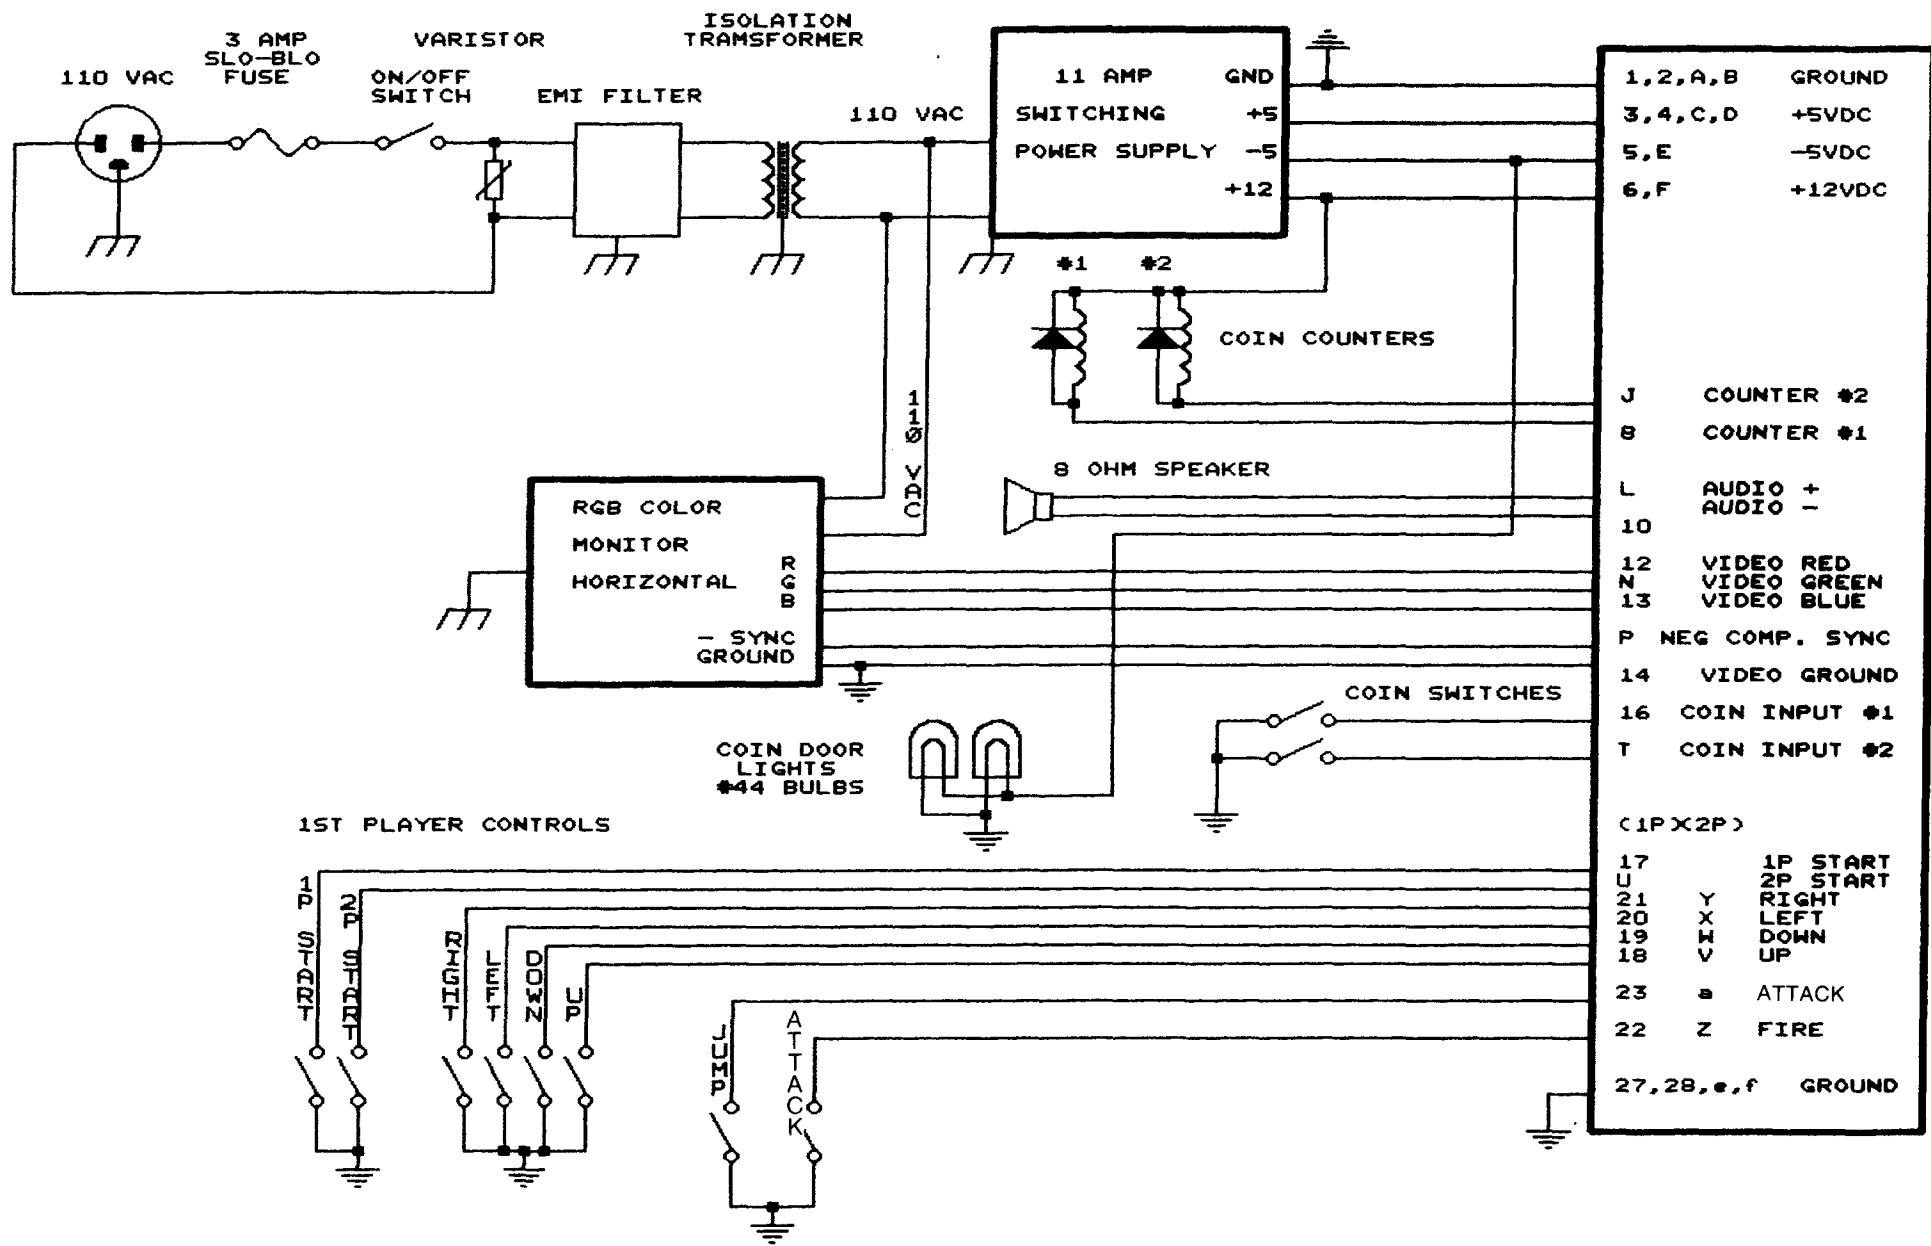 ISOLATION
TRAMSFORMER
3 AMP
SLO-BLO
FUSE
VARISTOR
110 VAC
ON/OFF
SWITCH
EMI FILTER
110 VAC
11 AMP GND
SWITCHING +5
POWER SUPPLY -5
+12
1,2,A,B GROUND
3,4,C,D +5VDC
5,E -5VDC
6,F +12VDC
#1 #2
COIN COUNTERS
J COUNTER #2
8 COUNTER #1
110 VAC
8 OHM SPEAKER
L AUDIO +
AUDIO -
10
RGB COLOR
MONITOR
HORIZONTAL
R
G
B
- SYNC
GROUND
12 VIDEO RED
N VIDEO GREEN
13 VIDEO BLUE
P NEG COMP. SYNC
14 VIDEO GROUND
COIN SWITCHES
16 COIN INPUT #1
T COIN INPUT #2
COIN DOOR
LIGHTS
#44 BULBS
1ST PLAYER CONTROLS
(1P)(2P)
17 1P START
U 2P START
21 Y RIGHT
20 X LEFT
19 W DOWN
18 V UP
23 a ATTACK
22 Z FIRE
27,28,e,f GROUND
1P START
2P START
RIGHT
LEFT
DOWN
UP
JUMP
ATTACK